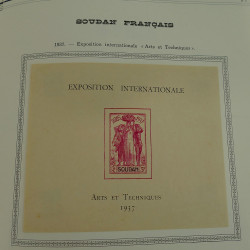 SOUDAN FRANÇAIS
1937. — Exposition internationale « Arts et Techniques »
EXPOSITION INTERNATIONALE
SOUDAN
ARTS ET TECHNIQUES
1937